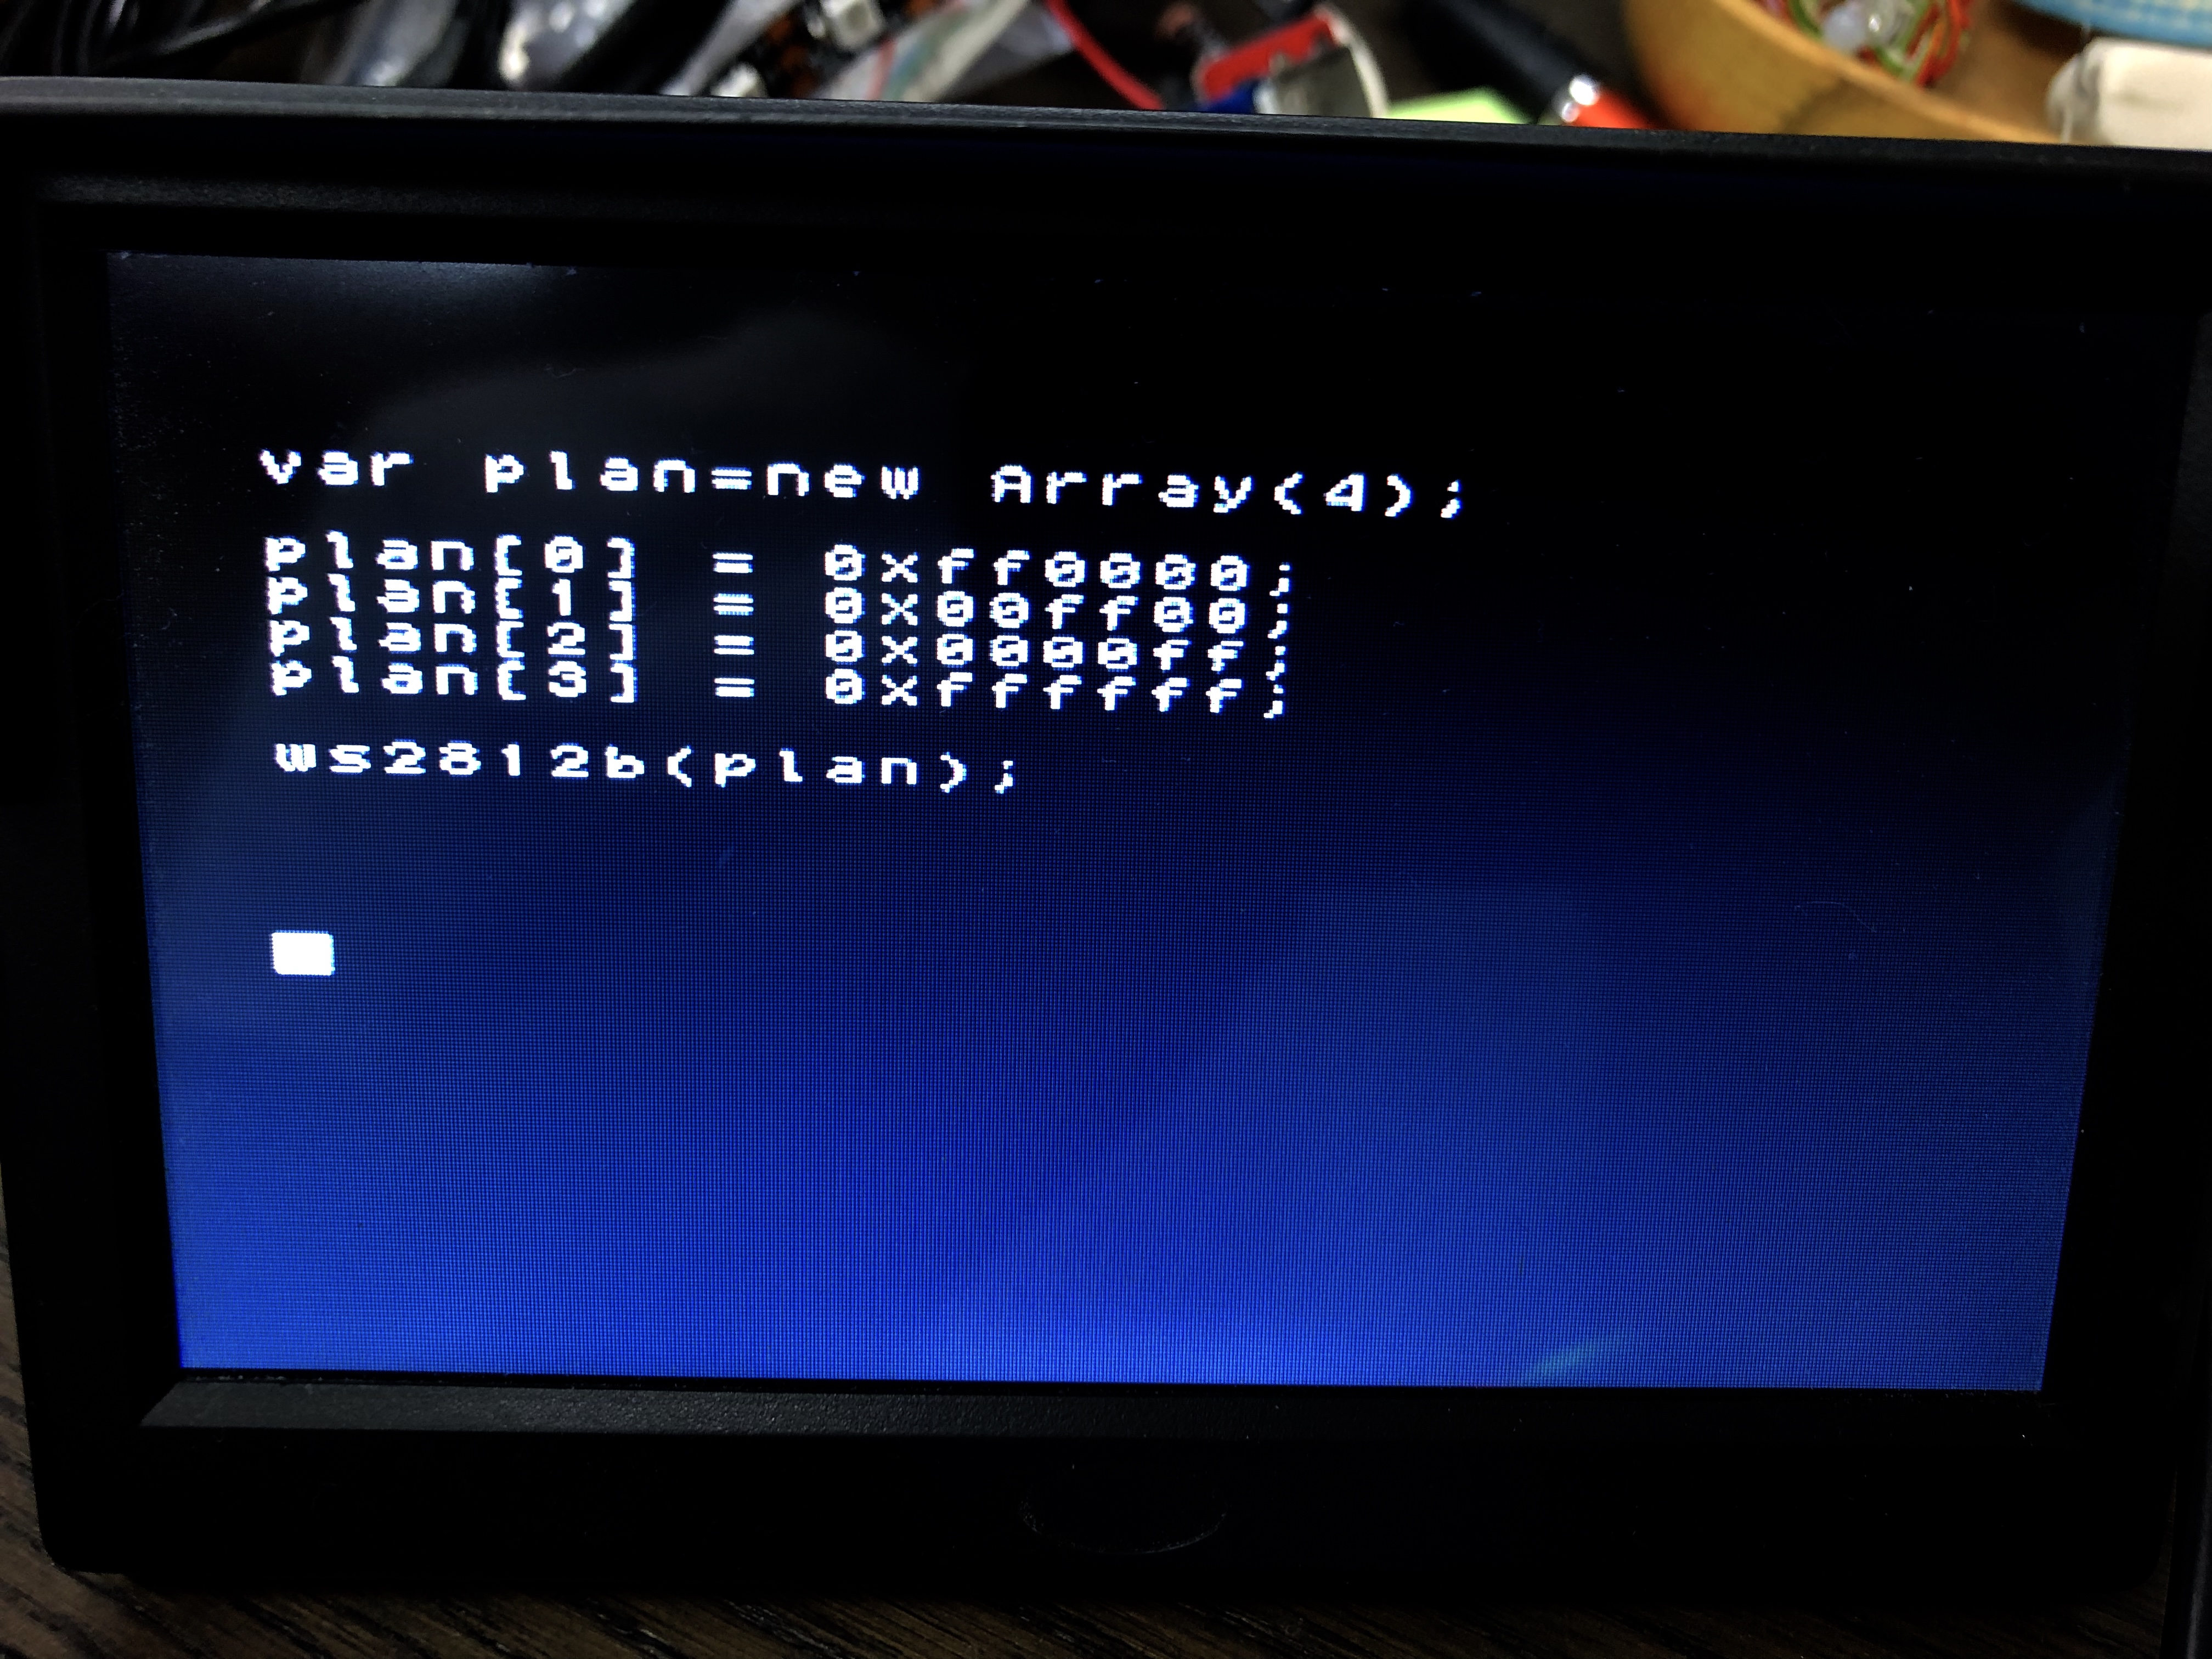 var plan=new Array(4);
plan[0] = 0xff0000;
plan[1] = 0x00ff00;
plan[2] = 0x0000ff;
plan[3] = 0xffffff;
ws2812b(plan);